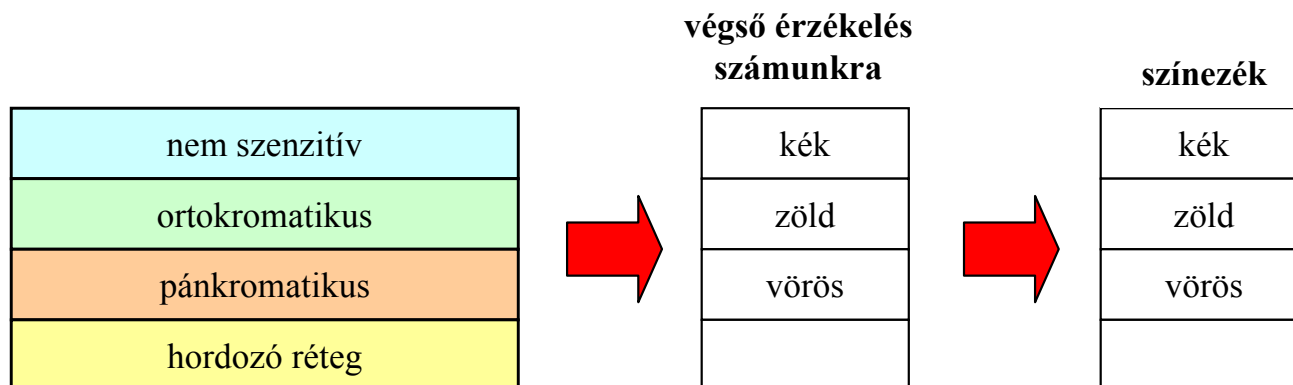 végső érzékelés
számunkra
színezék
nem szenzitív
kék
kék
ortokromatikus
zöld
zöld
pánkromatikus
vörös
vörös
hordozó réteg